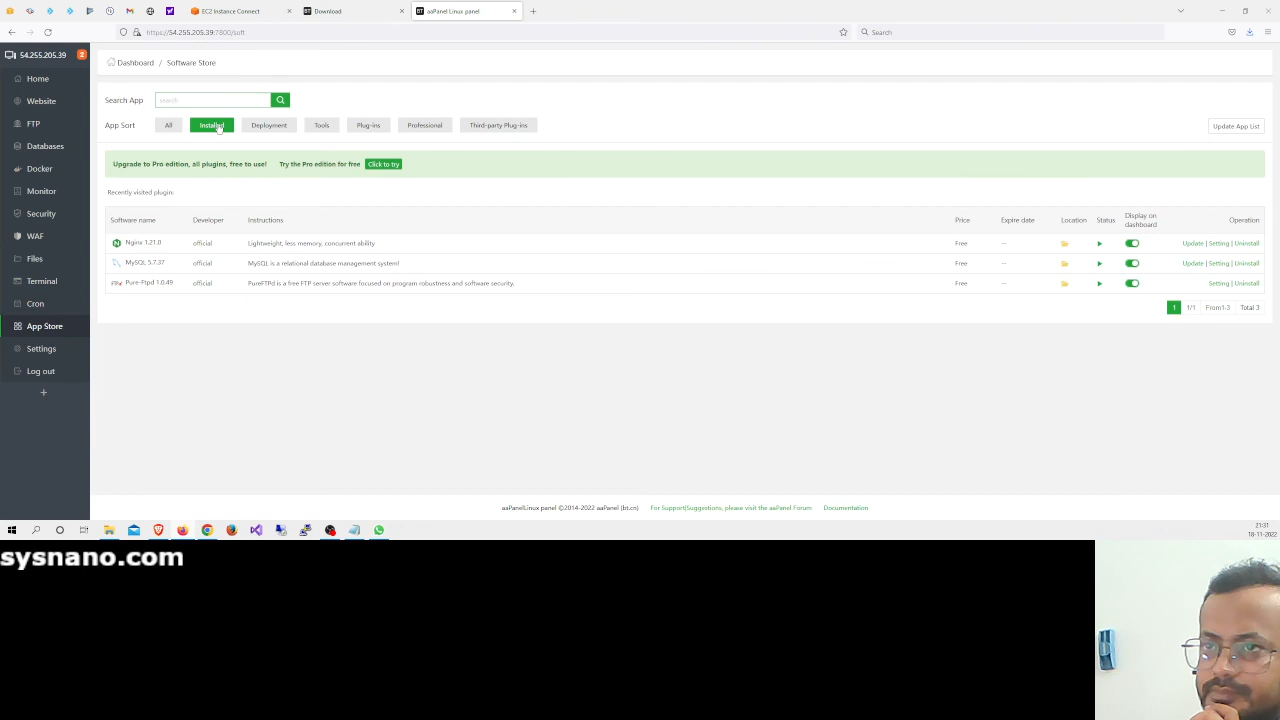 EC2 Instance Connect
Download
aaPanel Linux panel
https://54.255.205.39:7800/soft
Search
54.255.205.39
2
Home
Website
FTP
Databases
Docker
Monitor
Security
WAF
Files
Terminal
Cron
App Store
Settings
Log out
Dashboard / Software Store
Search App
search
App Sort
All
Installed
Deployment
Tools
Plug-ins
Professional
Third-party Plug-ins
Update App List
Upgrade to Pro edition, all plugins, free to use! Try the Pro edition for free Click to try
Recently visited plugin:
Software name Developer Instructions Price Expire date Location Status Display on dashboard Operation
Nginx 1.21.0 official Lightweight, less memory, concurrent ability Free -- Update | Setting | Uninstall
MySQL 5.7.37 official MySQL is a relational database management system! Free -- Update | Setting | Uninstall
Pure-Ftpd 1.0.49 official PureFTPd is a free FTP server software focused on program robustness and software security. Free -- Setting | Uninstall
1 1/1 From1-3 Total 3
aaPanelLinux panel ©2014-2022 aaPanel (bt.cn) For Support|Suggestions, please visit the aaPanel Forum Documentation
21:31
18-11-2022
sysnano.com